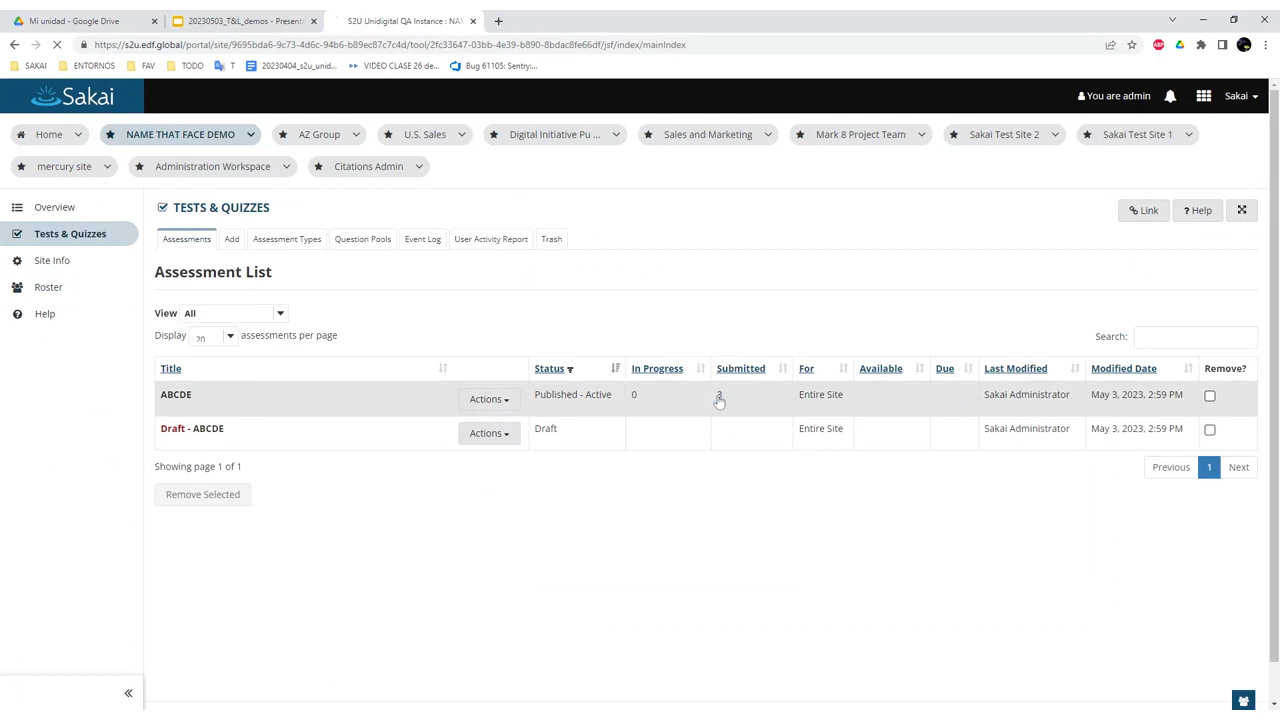 Mi unidad - Google Drive
20230503_T&L_demos - Present:
S2U Unidigital QA Instance : NAM
https://s2u.edf.global/portal/site/9695bda6-9c73-4d6c-94b6-b89ec87c7c4d/tool/2fc33f67-03bb-4e39-b893-8bdac8fe66df/jsf/index/mainIndex
SAKAI
ENTORNOS
FAV
TODO
T
20230404_s2u_unid...
VIDEO CLASE 26 de...
Bug 61105: Sentry:...
Sakai
You are admin
Sakai
Home
NAME THAT FACE DEMO
AZ Group
U.S. Sales
Digital Initiative Pu ...
Sales and Marketing
Mark 8 Project Team
Sakai Test Site 2
Sakai Test Site 1
mercury site
Administration Workspace
Citations Admin
Overview
Tests & Quizzes
Site Info
Roster
Help
TESTS & QUIZZES
Link
? Help
Assessments
Add
Assessment Types
Question Pools
Event Log
User Activity Report
Trash
Assessment List
View All
Display 20 assessments per page
Search:
Title Status In Progress Submitted For Available Due Last Modified Modified Date Remove?
ABCDE Actions Published - Active 0 3 Entire Site Sakai Administrator May 3, 2023, 2:59 PM
Draft - ABCDE Actions Draft Entire Site Sakai Administrator May 3, 2023, 2:59 PM
Showing page 1 of 1
Previous 1 Next
Remove Selected